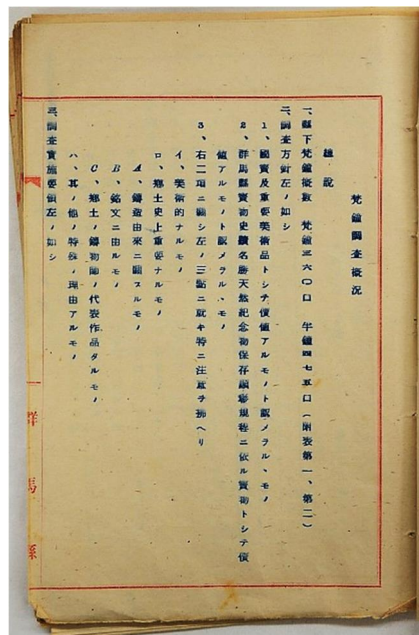 梵鐘調査概況
總説
一、縣下梵鐘概數 梵鐘三六〇口 半鐘四七五口(附表第一、第二)
二、調査方針左ノ如シ
1、國寶及重要美術品トシテ價値アルモノト認メラルヽモノ
2、群馬縣寶物史蹟名勝天然紀念物保存顯彰規程ニ依ル寶物トシテ價
値アルモノト認メラルヽモノ
3、右二項ニ關シ左ノ三點ニ就キ特ニ注意ヲ拂ヘリ
イ、美術的ナルモノ
ロ、鄕土史上重要ナルモノ
A、鑄造由來ニ關スルモノ
B、銘文ニ由ルモノ
C、鄕土ノ鑄物師ノ代表作品タルモノ
ハ、其ノ他ノ特殊ノ理由アルモノ
三、調査實施要領左ノ如シ
群馬縣